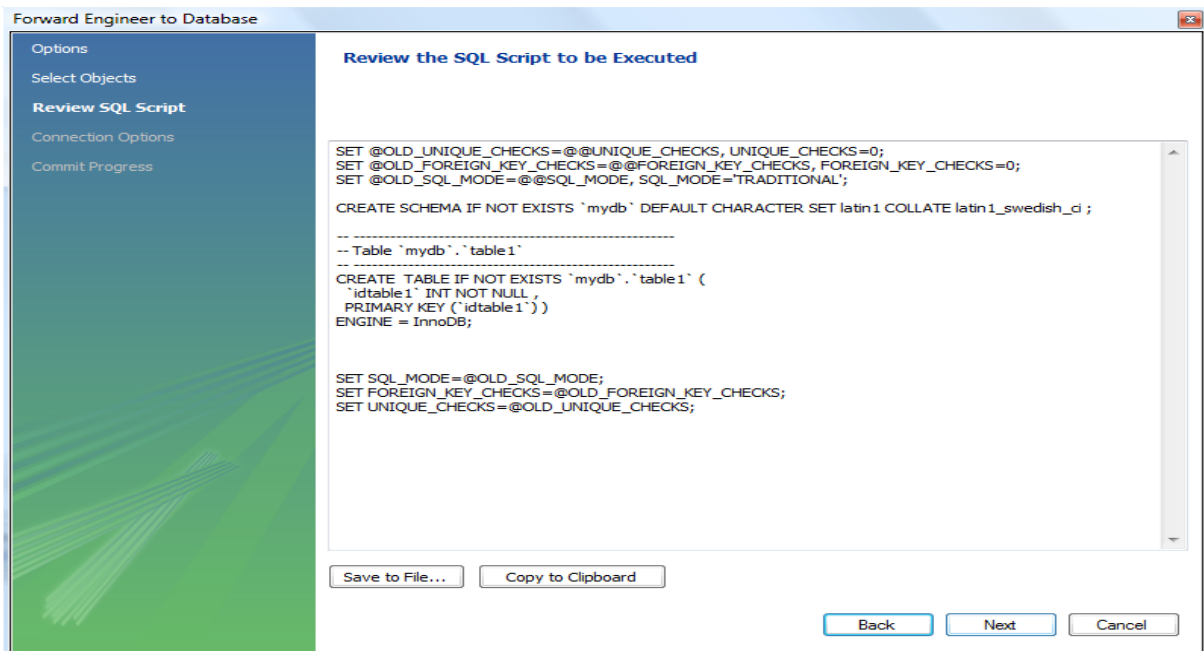 Forward Engineer to Database
Options
Select Objects
Review SQL Script
Connection Options
Commit Progress
Review the SQL Script to be Executed
SET @OLD_UNIQUE_CHECKS=@@UNIQUE_CHECKS, UNIQUE_CHECKS=0;
SET @OLD_FOREIGN_KEY_CHECKS=@@FOREIGN_KEY_CHECKS, FOREIGN_KEY_CHECKS=0;
SET @OLD_SQL_MODE=@@SQL_MODE, SQL_MODE='TRADITIONAL';
CREATE SCHEMA IF NOT EXISTS `mydb` DEFAULT CHARACTER SET latin1 COLLATE latin1_swedish_ci ;
-- -----------------------------------------------------
-- Table `mydb`.`table1`
-- -----------------------------------------------------
CREATE  TABLE IF NOT EXISTS `mydb`.`table1` (
  `idtable1` INT NOT NULL ,
  PRIMARY KEY (`idtable1`) )
ENGINE = InnoDB;
SET SQL_MODE=@OLD_SQL_MODE;
SET FOREIGN_KEY_CHECKS=@OLD_FOREIGN_KEY_CHECKS;
SET UNIQUE_CHECKS=@OLD_UNIQUE_CHECKS;
Save to File...
Copy to Clipboard
Back
Next
Cancel